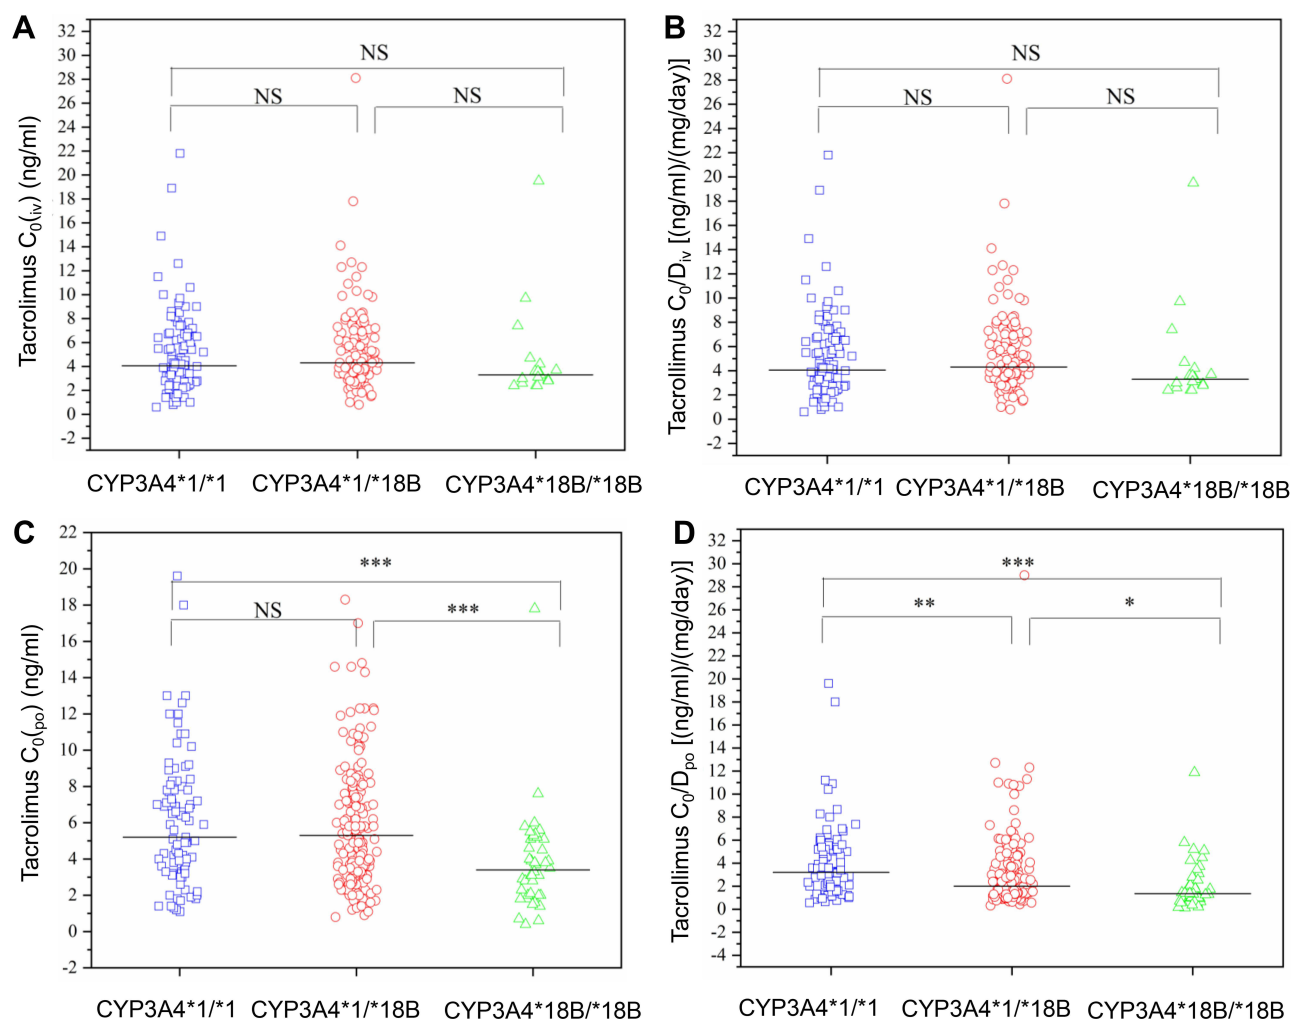 A
Tacrolimus C0(iv) (ng/ml)
32
30
28
26
24
22
20
18
16
14
12
10
8
6
4
2
0
-2
NS
NS
NS
CYP3A4*1/*1
CYP3A4*1/*18B
CYP3A4*18B/*18B
B
Tacrollimus C0/Div [(ng/ml)/(mg/day)]
32
30
28
26
24
22
20
18
16
14
12
10
8
6
4
2
0
-2
NS
NS
NS
CYP3A4*1/*1
CYP3A4*1/*18B
CYP3A4*18B/*18B
C
Tacrolimus C0(po) (ng/ml)
22
20
18
16
14
12
10
8
6
4
2
0
-2
***
NS
***
CYP3A4*1/*1
CYP3A4*1/*18B
CYP3A4*18B/*18B
D
Tacrollimus C0/Dpo [(ng/ml)/(mg/day)]
32
30
28
26
24
22
20
18
16
14
12
10
8
6
4
2
0
-2
-4
***
**
*
CYP3A4*1/*1
CYP3A4*1/*18B
CYP3A4*18B/*18B